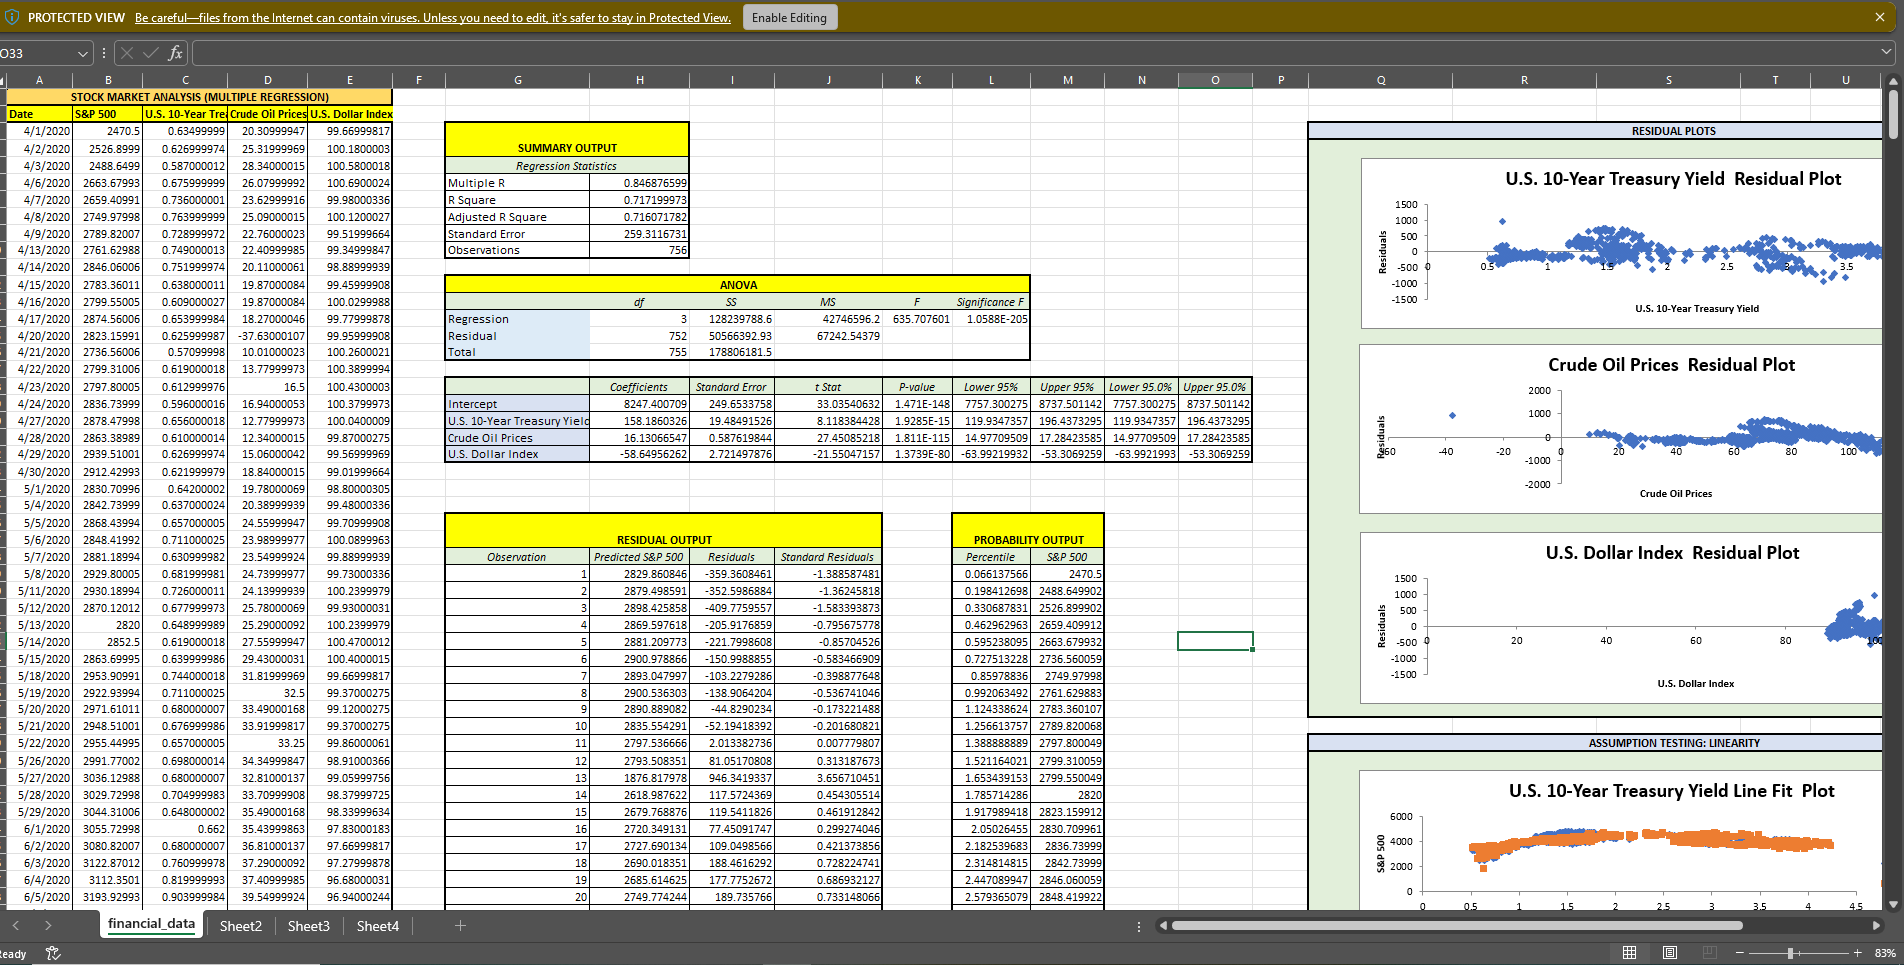 PROTECTED VIEW Be careful—files from the Internet can contain viruses. Unless you need to edit, it's safer to stay in Protected View. Enable Editing
O33 fx
A B C D E F G H I J K L M N O P Q R S T U
STOCK MARKET ANALYSIS (MULTIPLE REGRESSION)
Date S&P 500 U.S. 10-Year Trea Crude Oil Prices U.S. Dollar Index
4/1/2020 2470.5 0.63499999 20.30999947 99.66999817
4/2/2020 2526.8999 0.626999974 25.31999969 100.1800003
4/3/2020 2488.6499 0.587000012 28.34000015 100.5800018
4/6/2020 2663.67993 0.675999999 26.07999992 100.6900024
4/7/2020 2659.40991 0.736000001 23.62999916 99.98000336
4/8/2020 2749.97998 0.763999999 25.09000015 100.1200027
4/9/2020 2789.82007 0.728999972 22.76000023 99.51999664
4/13/2020 2761.62988 0.749000013 22.40999985 99.34999847
4/14/2020 2846.06006 0.751999974 20.11000061 98.88999939
4/15/2020 2783.36011 0.638000011 19.87000084 99.45999908
4/16/2020 2799.55005 0.609000027 19.87000084 100.0299988
4/17/2020 2874.56006 0.653999984 18.27000046 99.77999878
4/20/2020 2823.15991 0.625999987 -37.63000107 99.95999908
4/21/2020 2736.56006 0.57099998 10.01000023 100.2600021
4/22/2020 2799.31006 0.619000018 13.77999973 100.3899994
4/23/2020 2797.80005 0.612999976 16.5 100.4300003
4/24/2020 2836.73999 0.596000016 16.94000053 100.3799973
4/27/2020 2878.47998 0.656000018 12.77999973 100.0400009
4/28/2020 2863.38989 0.610000014 12.34000015 99.87000275
4/29/2020 2939.51001 0.626999974 15.06000042 99.56999969
4/30/2020 2912.42993 0.621999979 18.84000015 99.01999664
5/1/2020 2830.70996 0.64200002 19.78000069 98.80000305
5/4/2020 2842.73999 0.637000024 20.38999939 99.48000336
5/5/2020 2868.43994 0.657000005 24.55999947 99.70999908
5/6/2020 2848.41992 0.711000025 23.98999977 100.0899963
5/7/2020 2881.18994 0.630999982 23.54999924 99.88999939
5/8/2020 2929.80005 0.681999981 24.73999977 99.73000336
5/11/2020 2930.18994 0.726000011 24.13999939 100.2399979
5/12/2020 2870.12012 0.677999973 25.78000069 99.93000031
5/13/2020 2820 0.648999989 25.29000092 100.2399979
5/14/2020 2852.5 0.619000018 27.55999947 100.4700012
5/15/2020 2863.69995 0.639999986 29.43000031 100.4000015
5/18/2020 2953.90991 0.744000018 31.81999969 99.66999817
5/19/2020 2922.93994 0.711000025 32.5 99.37000275
5/20/2020 2971.61011 0.680000007 33.49000168 99.12000275
5/21/2020 2948.51001 0.676999986 33.91999817 99.37000275
5/22/2020 2955.44995 0.657000005 33.25 99.86000061
5/26/2020 2991.77002 0.698000014 34.34999847 98.91000366
5/27/2020 3036.12988 0.680000007 32.81000137 99.05999756
5/28/2020 3029.72998 0.704999983 33.70999908 98.37999725
5/29/2020 3044.31006 0.648000002 35.49000168 98.33999634
6/1/2020 3055.72998 0.662 35.43999863 97.83000183
6/2/2020 3080.82007 0.680000007 36.81000137 97.66999817
6/3/2020 3122.87012 0.760999978 37.29000092 97.27999878
6/4/2020 3112.3501 0.819999993 37.40999985 96.68000031
6/5/2020 3193.92993 0.903999984 39.54999924 96.94000244
SUMMARY OUTPUT
Regression Statistics
Multiple R 0.846876599
R Square 0.717199973
Adjusted R Square 0.716071782
Standard Error 259.3116731
Observations 756
ANOVA
df SS MS F Significance F
Regression 3 128239788.6 42746596.2 635.707601 1.0588E-205
Residual 752 50566392.93 67242.54379
Total 755 178806181.5
Coefficients Standard Error t Stat P-value Lower 95% Upper 95% Lower 95.0% Upper 95.0%
Intercept 8247.400709 249.6533758 33.03540632 1.471E-148 7757.300275 8737.501142 7757.300275 8737.501142
U.S. 10-Year Treasury Yield 158.1860326 19.48491526 8.118384428 1.9285E-15 119.9347357 196.4373295 119.9347357 196.4373295
Crude Oil Prices 16.13066547 0.587619844 27.45085218 1.811E-115 14.97709509 17.28423585 14.97709509 17.28423585
U.S. Dollar Index -58.64956262 2.721497876 -21.55047157 1.3739E-80 -63.99219932 -53.3069259 -63.9921993 -53.3069259
RESIDUAL OUTPUT
Observation Predicted S&P 500 Residuals Standard Residuals
1 2829.860846 -359.3608461 -1.388587481
2 2879.498591 -352.5986884 -1.36245818
3 2898.425858 -409.7759557 -1.583393873
4 2869.597618 -205.9176859 -0.795675778
5 2881.209773 -221.7998608 -0.85704526
6 2900.978866 -150.9988855 -0.583466909
7 2893.047997 -103.2279286 -0.398877648
8 2900.536303 -138.9064204 -0.536741046
9 2890.889082 -44.8290234 -0.173221488
10 2835.554291 -52.19418392 -0.201680821
11 2797.536666 2.013382736 0.007779807
12 2793.508351 81.05170808 0.313187673
13 1876.817978 946.3419337 3.656710451
14 2618.987622 117.5724369 0.454305514
15 2679.768876 119.5411826 0.461912842
16 2720.349131 77.45091747 0.299274046
17 2727.690134 109.0498566 0.421373856
18 2690.018351 188.4616292 0.728224741
19 2685.614625 177.7752672 0.686932127
20 2749.774244 189.735766 0.733148066
PROBABILITY OUTPUT
Percentile S&P 500
0.066137566 2470.5
0.198412698 2488.649902
0.330687831 2526.899902
0.462962963 2659.409912
0.595238095 2663.679932
0.727513228 2736.560059
0.85978836 2749.97998
0.992063492 2761.629883
1.124338624 2783.360107
1.256613757 2789.820068
1.388888889 2797.800049
1.521164021 2799.310059
1.653439153 2799.550049
1.785714286 2820
1.917989418 2823.159912
2.05026455 2830.709961
2.182539683 2836.73999
2.314814815 2842.73999
2.447089947 2846.060059
2.579365079 2848.419922
RESIDUAL PLOTS
U.S. 10-Year Treasury Yield Residual Plot
1500
1000
500
0
-500
-1000
-1500
Residuals
0 0.5 1 1.5 2 2.5 3 3.5
U.S. 10-Year Treasury Yield
Crude Oil Prices Residual Plot
2000
1000
0
-1000
-2000
Residuals
-60 -40 -20 0 20 40 60 80 100
Crude Oil Prices
U.S. Dollar Index Residual Plot
1500
1000
500
0
-500
-1000
-1500
Residuals
0 20 40 60 80 100
U.S. Dollar Index
ASSUMPTION TESTING: LINEARITY
U.S. 10-Year Treasury Yield Line Fit Plot
6000
4000
2000
0
S&P 500
0 0.5 1 1.5 2 2.5 3 3.5 4 4.5
financial_data Sheet2 Sheet3 Sheet4
eady
83%